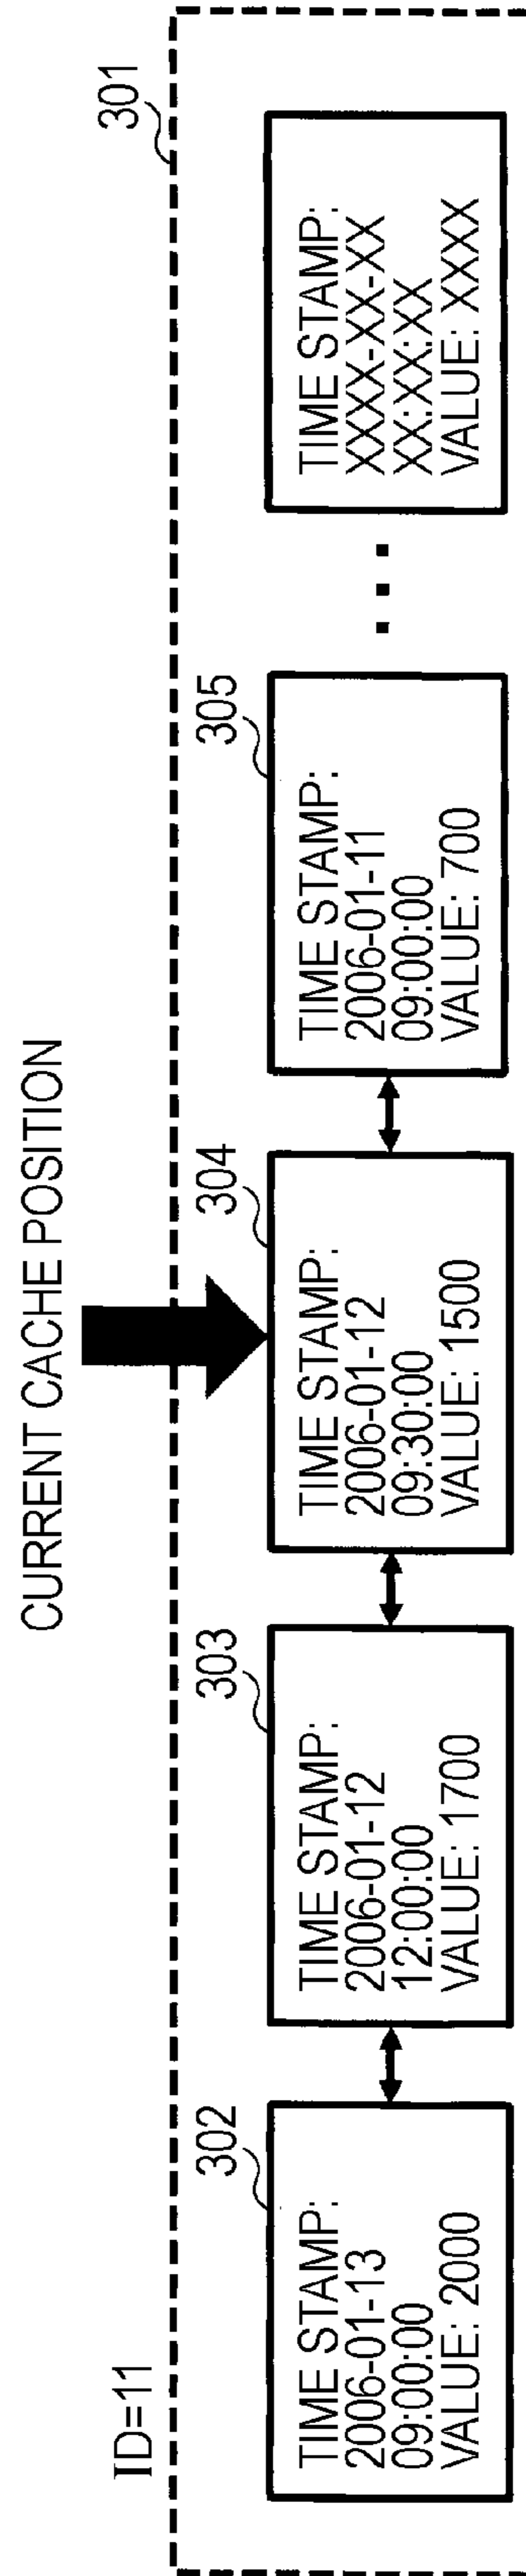 CURRENT CACHE POSITION
ID=11
301
302
TIME STAMP:
2006-01-13
09:00:00
VALUE: 2000
303
TIME STAMP:
2006-01-12
12:00:00
VALUE: 1700
304
TIME STAMP:
2006-01-12
09:30:00
VALUE: 1500
305
TIME STAMP:
2006-01-11
09:00:00
VALUE: 700
. . .
TIME STAMP:
XXXX-XX-XX
XX:XX:XX
VALUE: XXXX